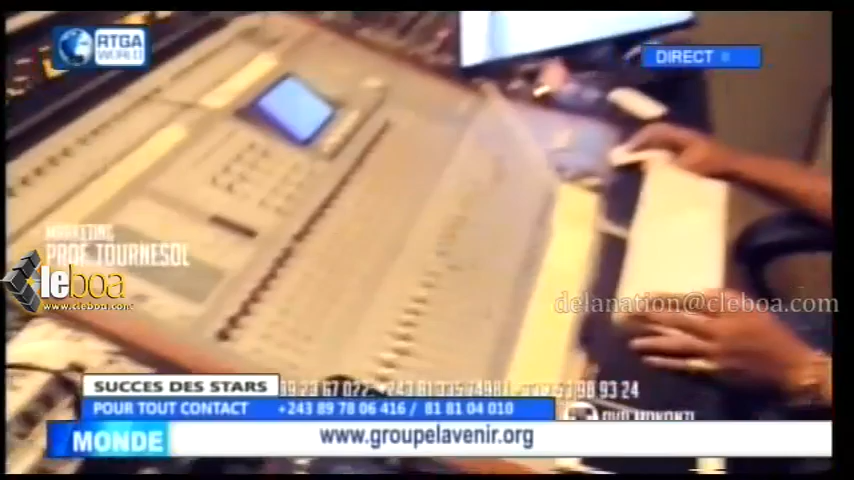 RTGA
WORLD
DIRECT
MARKETING
PROF TOURNESOL
cleboa
www.cleboa.com
delanation@cleboa.com
SUCCES DES STARS
POUR TOUT CONTACT +243 89 78 06 416 / 81 81 04 010
MONDE
www.groupelavenir.org